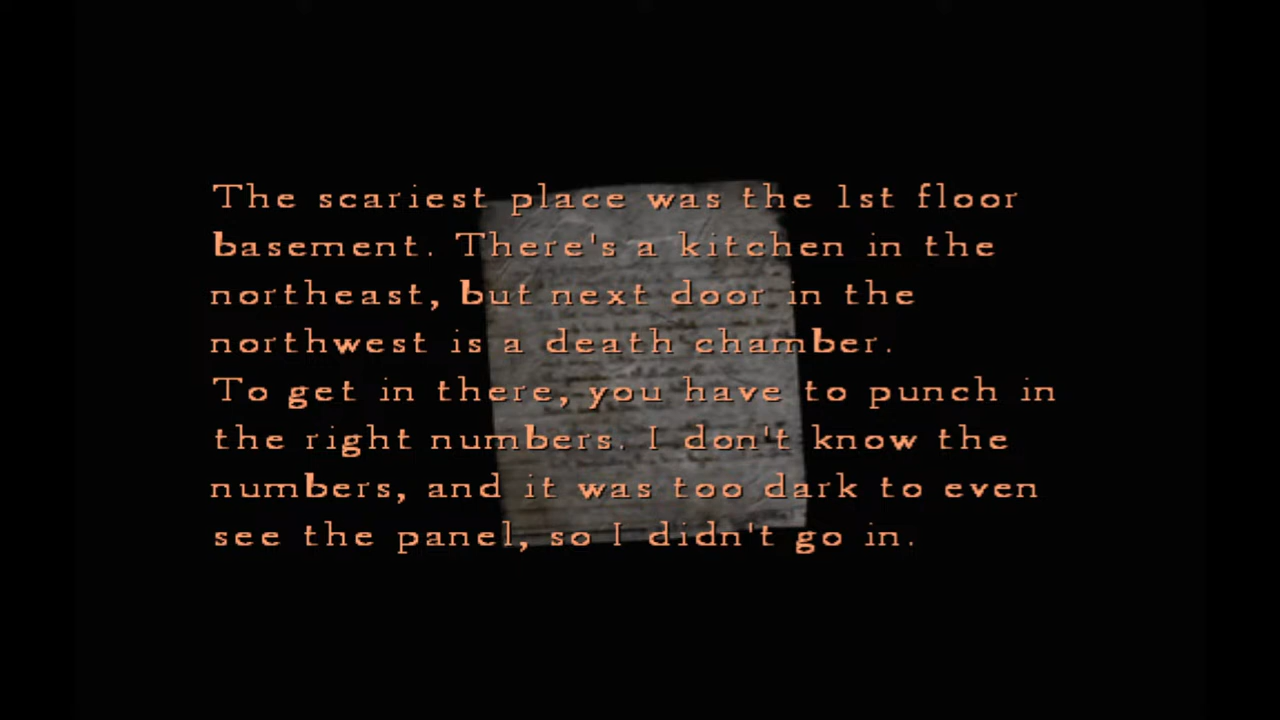 The scariest place was the 1st floor
basement. There's a kitchen in the
northeast, but next door in the
northwest is a death chamber.
To get in there, you have to punch in
the right numbers. I don't know the
numbers, and it was too dark to even
see the panel, so I didn't go in.